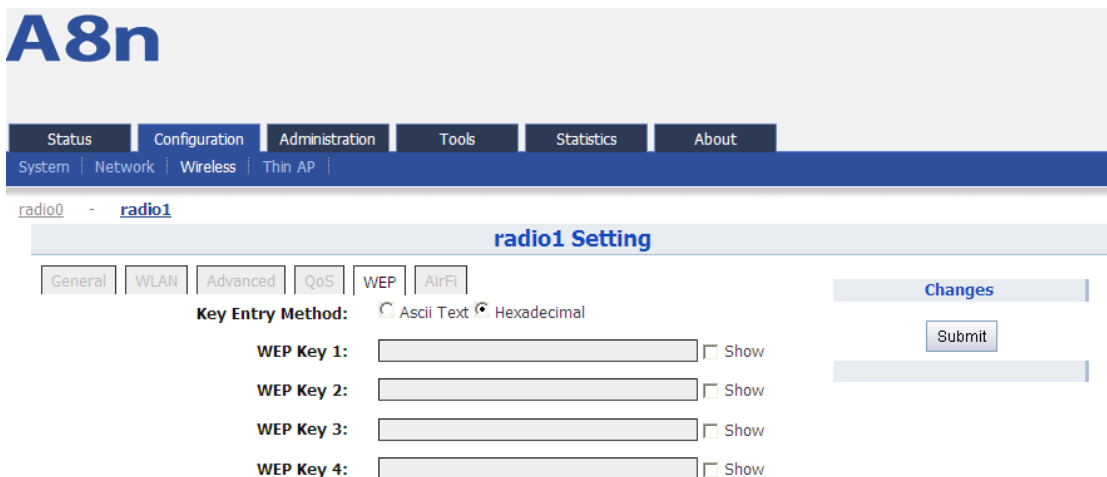 A8n
Status Configuration Administration Tools Statistics About
System Network Wireless Thin AP
radio0 - radio1
radio1 Setting
General WLAN Advanced QoS WEP AirFi
Changes
Key Entry Method: Ascii Text Hexadecimal
Submit
WEP Key 1: Show
WEP Key 2: Show
WEP Key 3: Show
WEP Key 4: Show